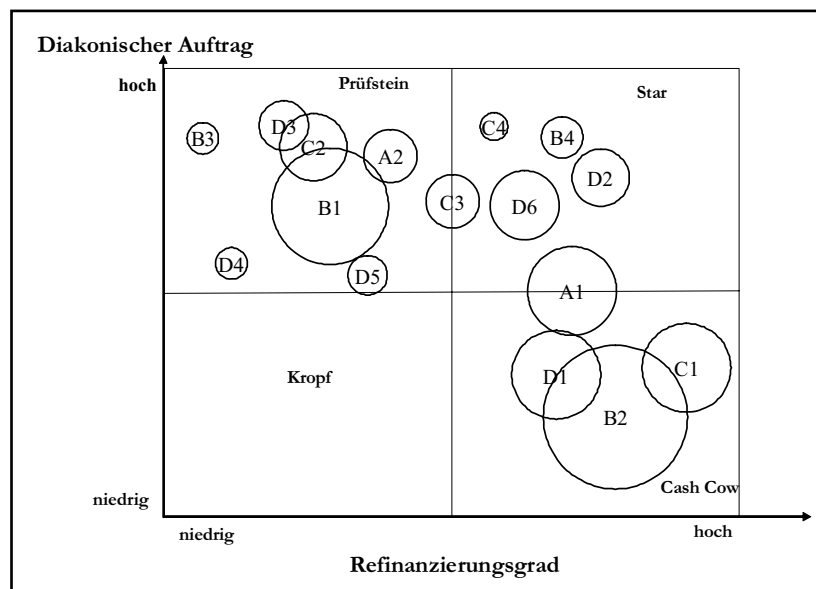 Diakonischer Auftrag
hoch
Prüfstein
Star
B3
D3
C2
A2
C4
B4
D2
B1
C3
D6
D4
D5
A1
Kropf
D1
C1
B2
Cash Cow
niedrig
niedrig
hoch
Refinanzierungsgrad